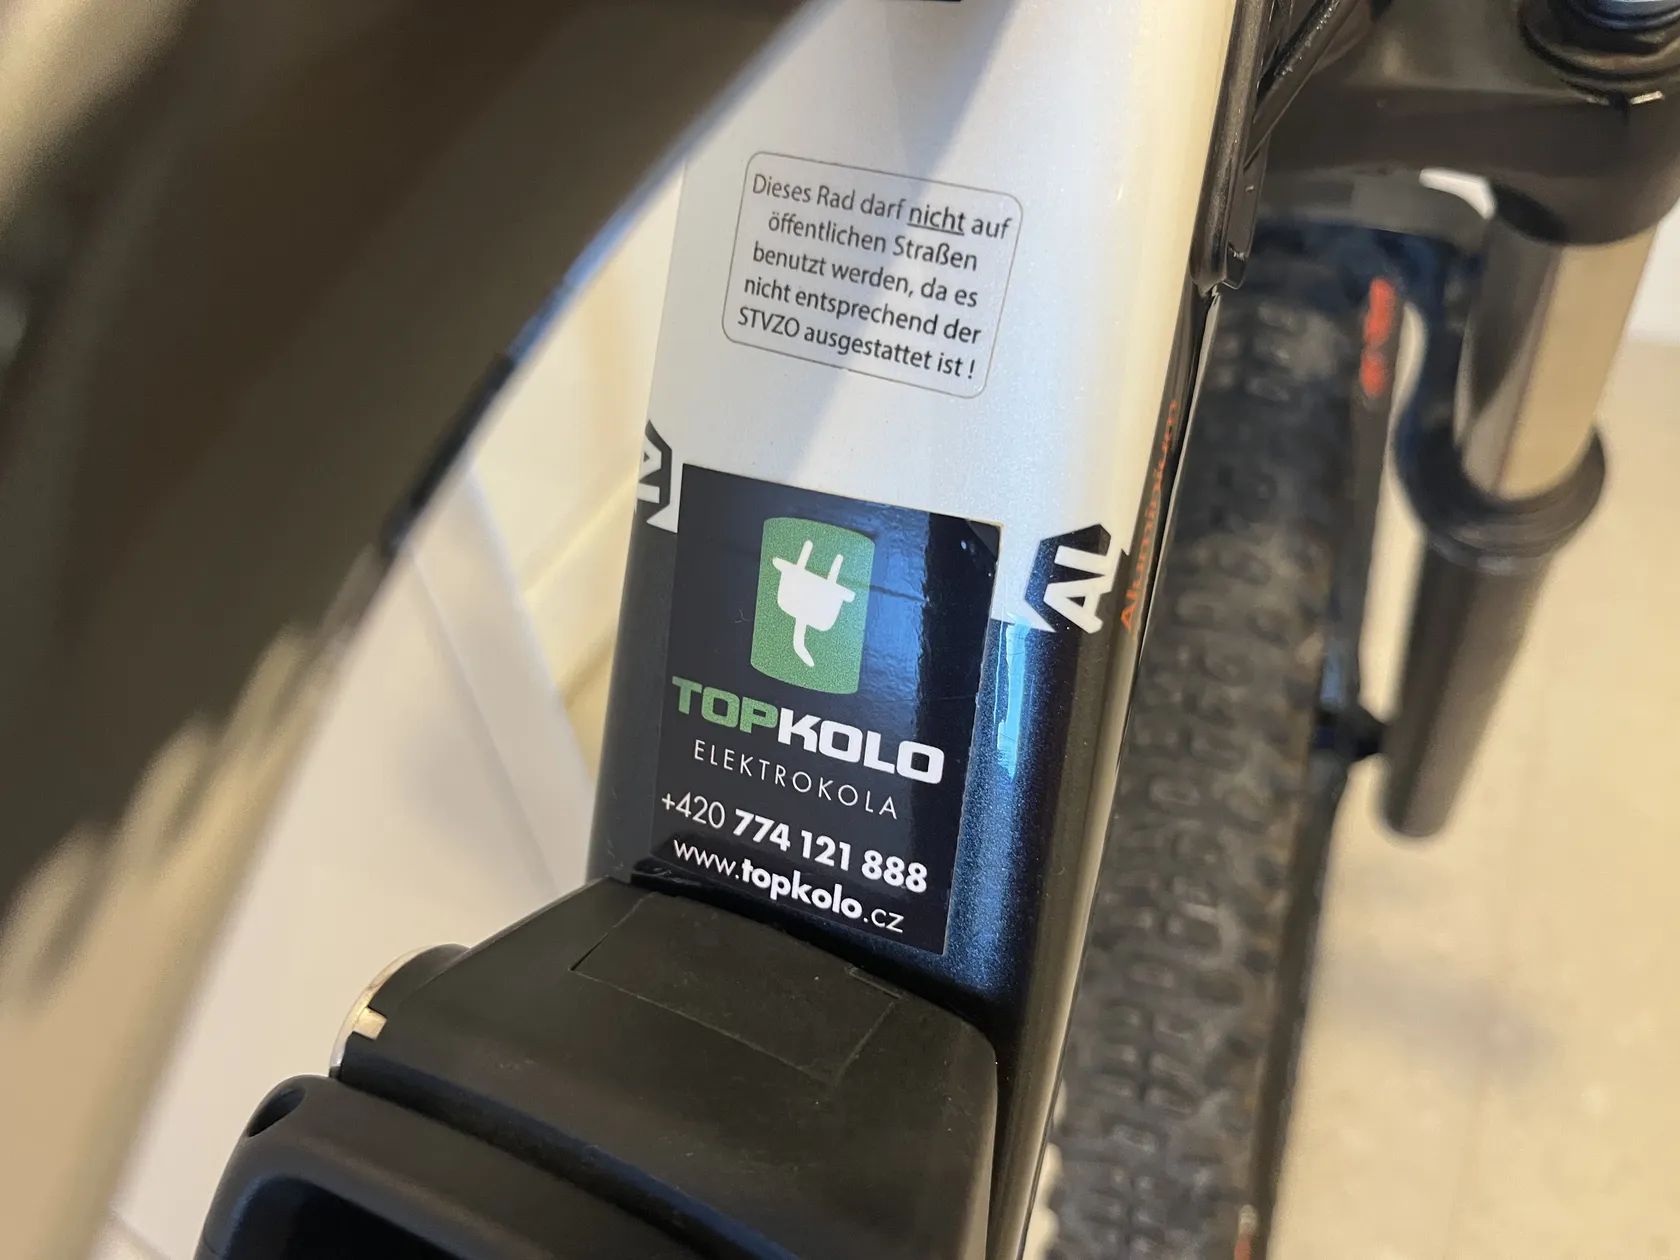 Dieses Rad darf nicht auf
öffentlichen Straßen
benutzt werden, da es
nicht entsprechend der
STVZO ausgestattet ist !
AL
Aluminium
TOPKOLO
ELEKTROKOLA
+420 774 121 888
www.topkolo.cz